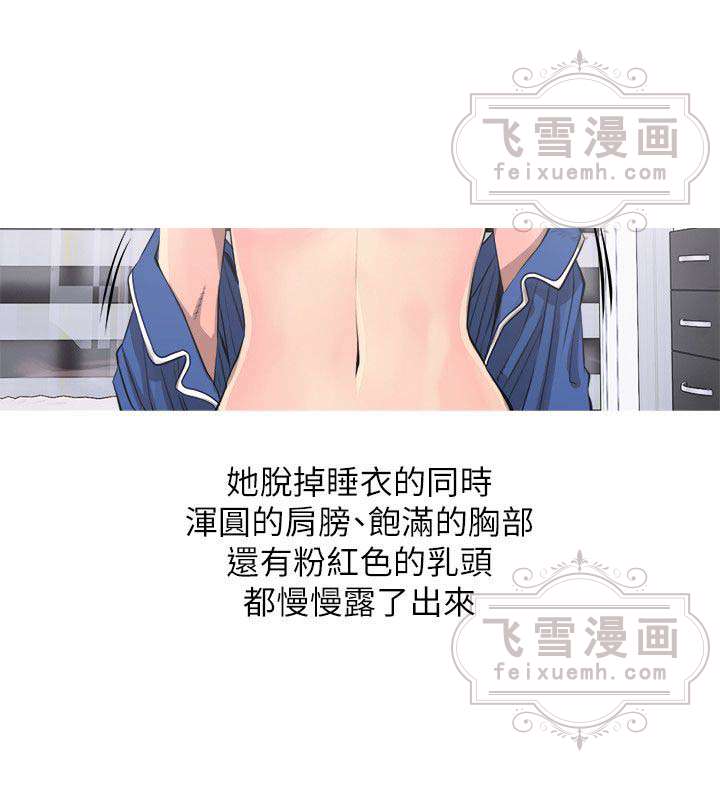 飞雪漫画
feixuemh.com
她脫掉睡衣的同時
渾圓的肩膀、飽滿的胸部
還有粉紅色的乳頭
都慢慢露了出來
飞雪漫画
feixuemh.com